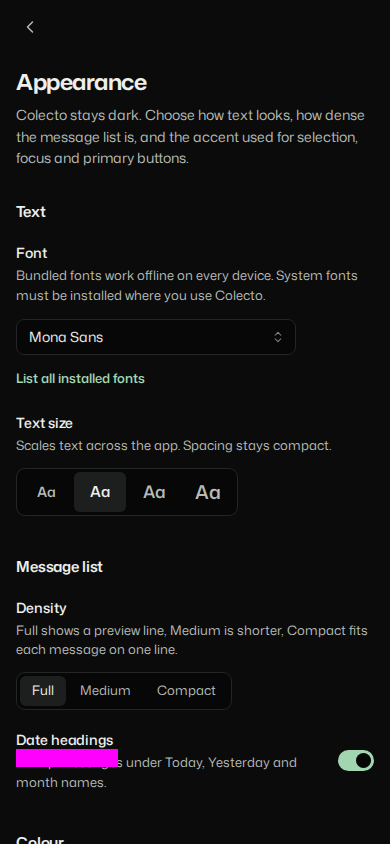 Appearance
Colecto stays dark. Choose how text looks, how dense
the message list is, and the accent used for selection,
focus and primary buttons.
Text
Font
Bundled fonts work offline on every device. System fonts
must be installed where you use Colecto.
Mona Sans
List all installed fonts
Text size
Scales text across the app. Spacing stays compact.
Aa Aa Aa Aa
Message list
Density
Full shows a preview line, Medium is shorter, Compact fits
each message on one line.
Full Medium Compact
Date headings
under Today, Yesterday and
month names.
Colour